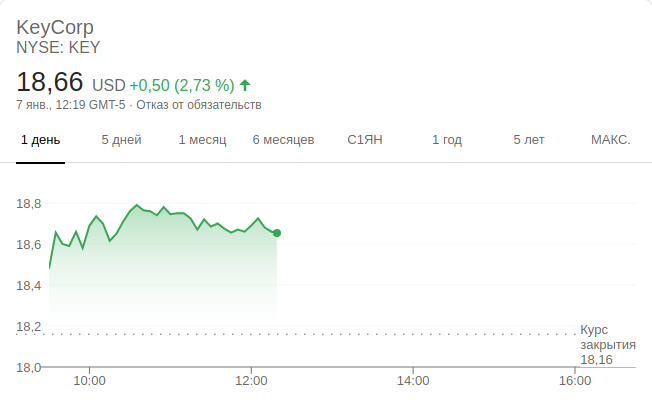 KeyCorp
NYSE: KEY
18,66 USD +0,50 (2,73 %)
7 янв., 12:19 GMT-5 · Отказ от обязательств
1 день 5 дней 1 месяц 6 месяцев С1ЯН 1 год 5 лет МАКС.
18,8
18,6
18,4
18,2
Курс
закрытия
18,16
18,0
10:00 12:00 14:00 16:00